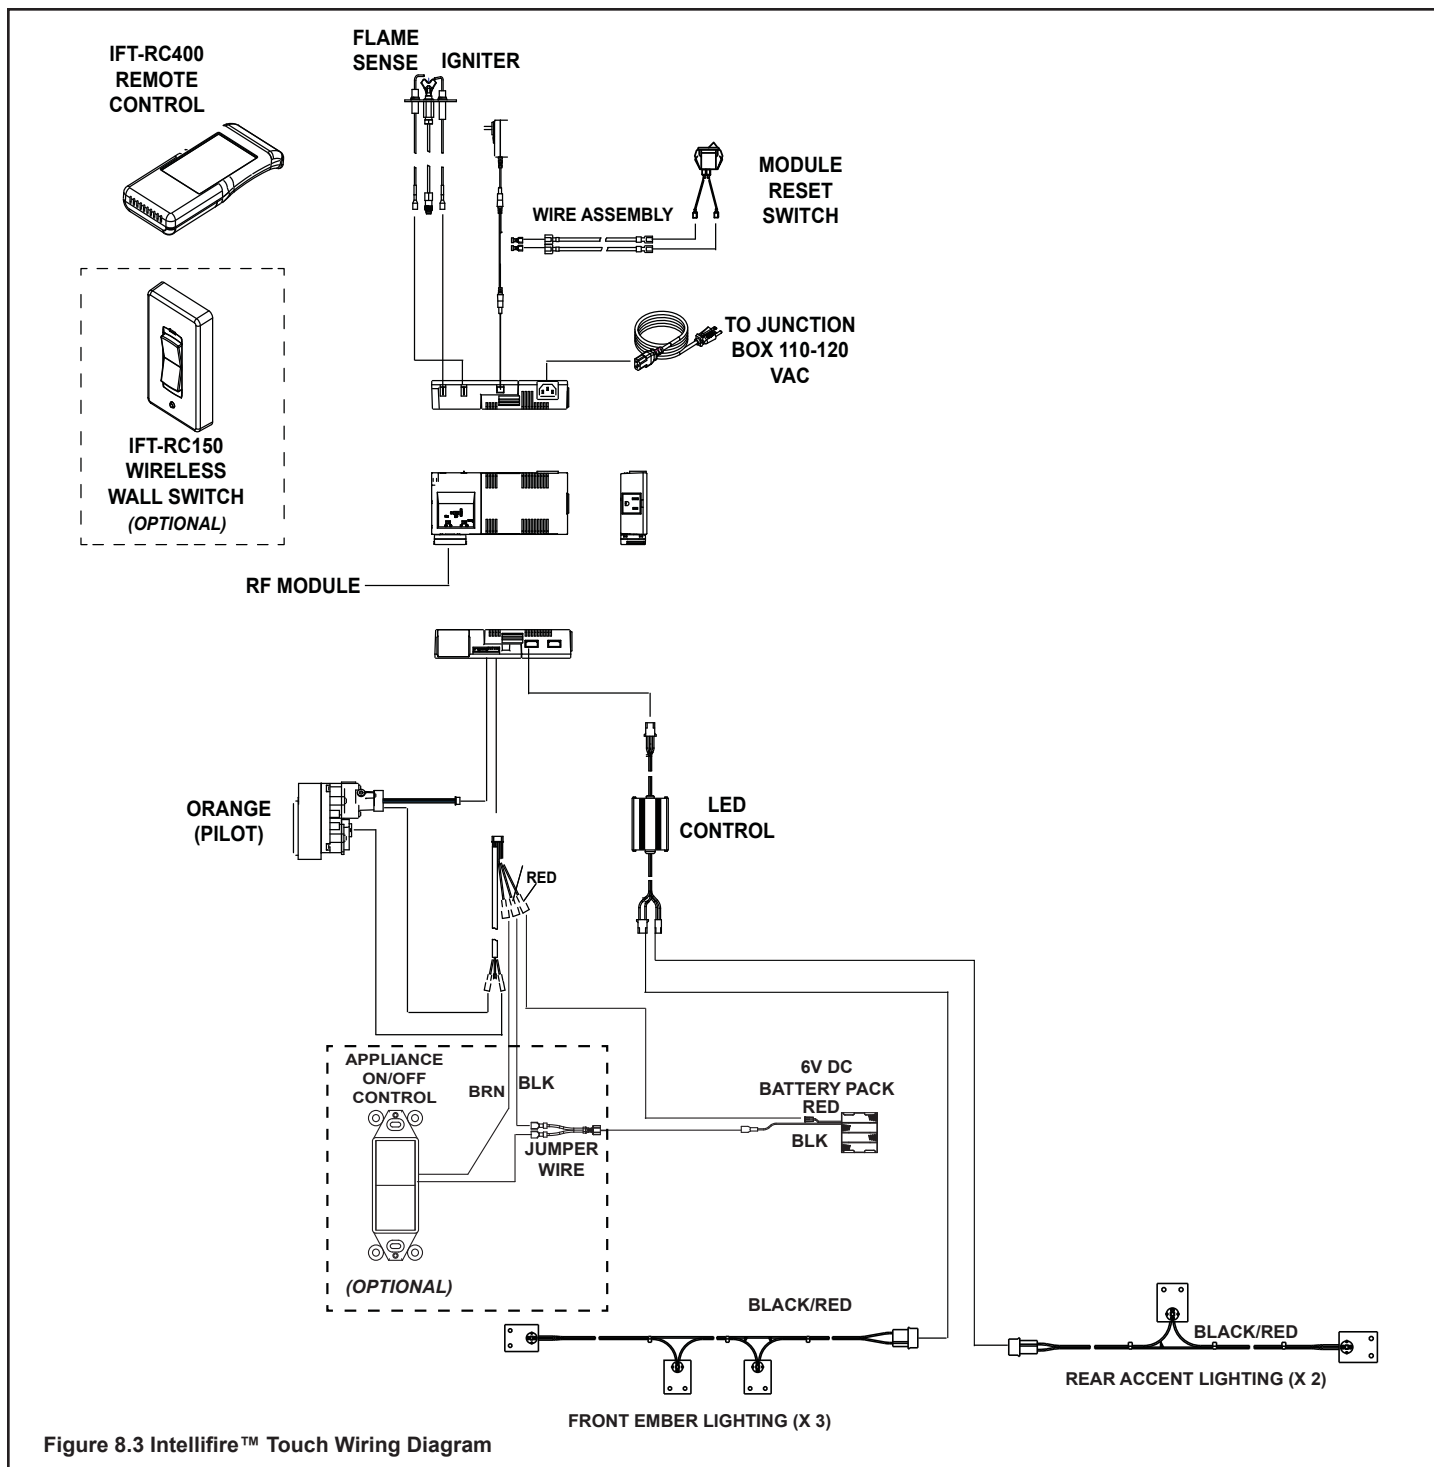 IFT-RC400
REMOTE
CONTROL
FLAME
SENSE
IGNITER
MODULE
RESET
SWITCH
WIRE ASSEMBLY
TO JUNCTION
BOX 110-120
VAC
IFT-RC150
WIRELESS
WALL SWITCH
(OPTIONAL)
RF MODULE
ORANGE
(PILOT)
LED
CONTROL
RED
APPLIANCE
ON/OFF
CONTROL
BRN
BLK
JUMPER
WIRE
(OPTIONAL)
6V DC
BATTERY PACK
RED
BLK
BLACK/RED
FRONT EMBER LIGHTING (X 3)
BLACK/RED
REAR ACCENT LIGHTING (X 2)
Figure 8.3 Intellifire™ Touch Wiring Diagram